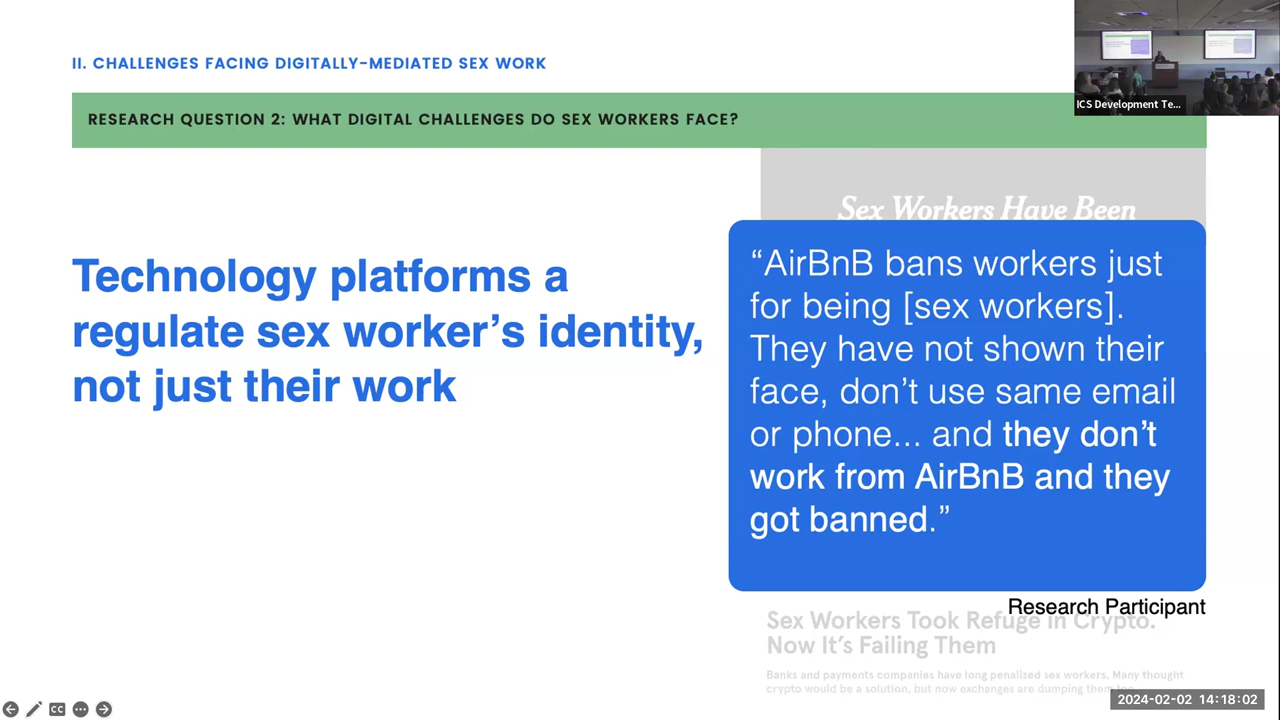 II. CHALLENGES FACING DIGITALLY-MEDIATED SEX WORK
ICS Development Te...
RESEARCH QUESTION 2: WHAT DIGITAL CHALLENGES DO SEX WORKERS FACE?
Sex Workers Have Been
Technology platforms a
regulate sex worker's identity,
not just their work
“AirBnB bans workers just
for being [sex workers].
They have not shown their
face, don't use same email
or phone... and they don't
work from AirBnB and they
got banned.”
Research Participant
Sex Workers Took Refuge in Crypto.
Now It's Failing Them
Banks and payments companies have long penalized sex workers. Many thought
crypto would be a solution, but now exchanges are dumping them
CC
2024-02-02 14:18:02